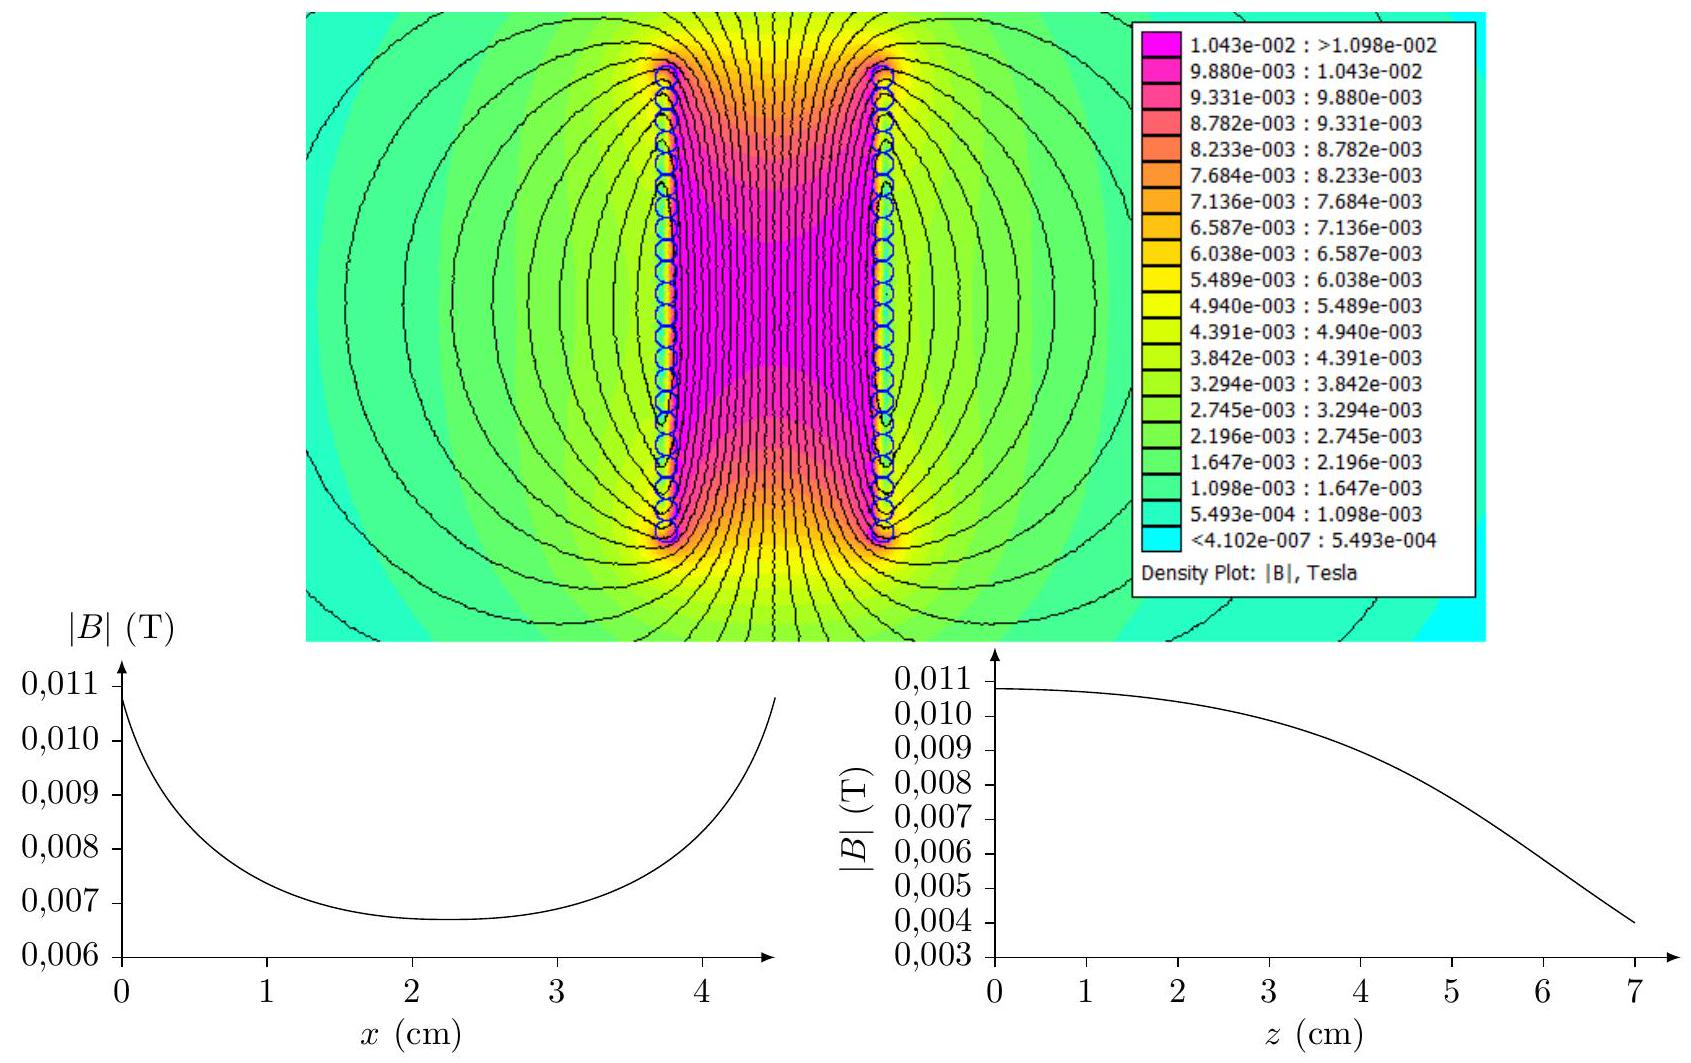 1.043e-002 : >1.098e-002
9.880e-003 : 1.043e-002
9.331e-003 : 9.880e-003
8.782e-003 : 9.331e-003
8.233e-003 : 8.782e-003
7.684e-003 : 8.233e-003
7.136e-003 : 7.684e-003
6.587e-003 : 7.136e-003
6.038e-003 : 6.587e-003
5.489e-003 : 6.038e-003
4.940e-003 : 5.489e-003
4.391e-003 : 4.940e-003
3.842e-003 : 4.391e-003
3.294e-003 : 3.842e-003
2.745e-003 : 3.294e-003
2.196e-003 : 2.745e-003
1.647e-003 : 2.196e-003
1.098e-003 : 1.647e-003
5.493e-004 : 1.098e-003
<4.102e-007 : 5.493e-004
Density Plot: |B|, Tesla
|B| (T)
0,011
0,010
0,009
0,008
0,007
0,006
0 1 2 3 4
x (cm)
|B| (T)
0,011
0,010
0,009
0,008
0,007
0,006
0,005
0,004
0,003
0 1 2 3 4 5 6 7
z (cm)